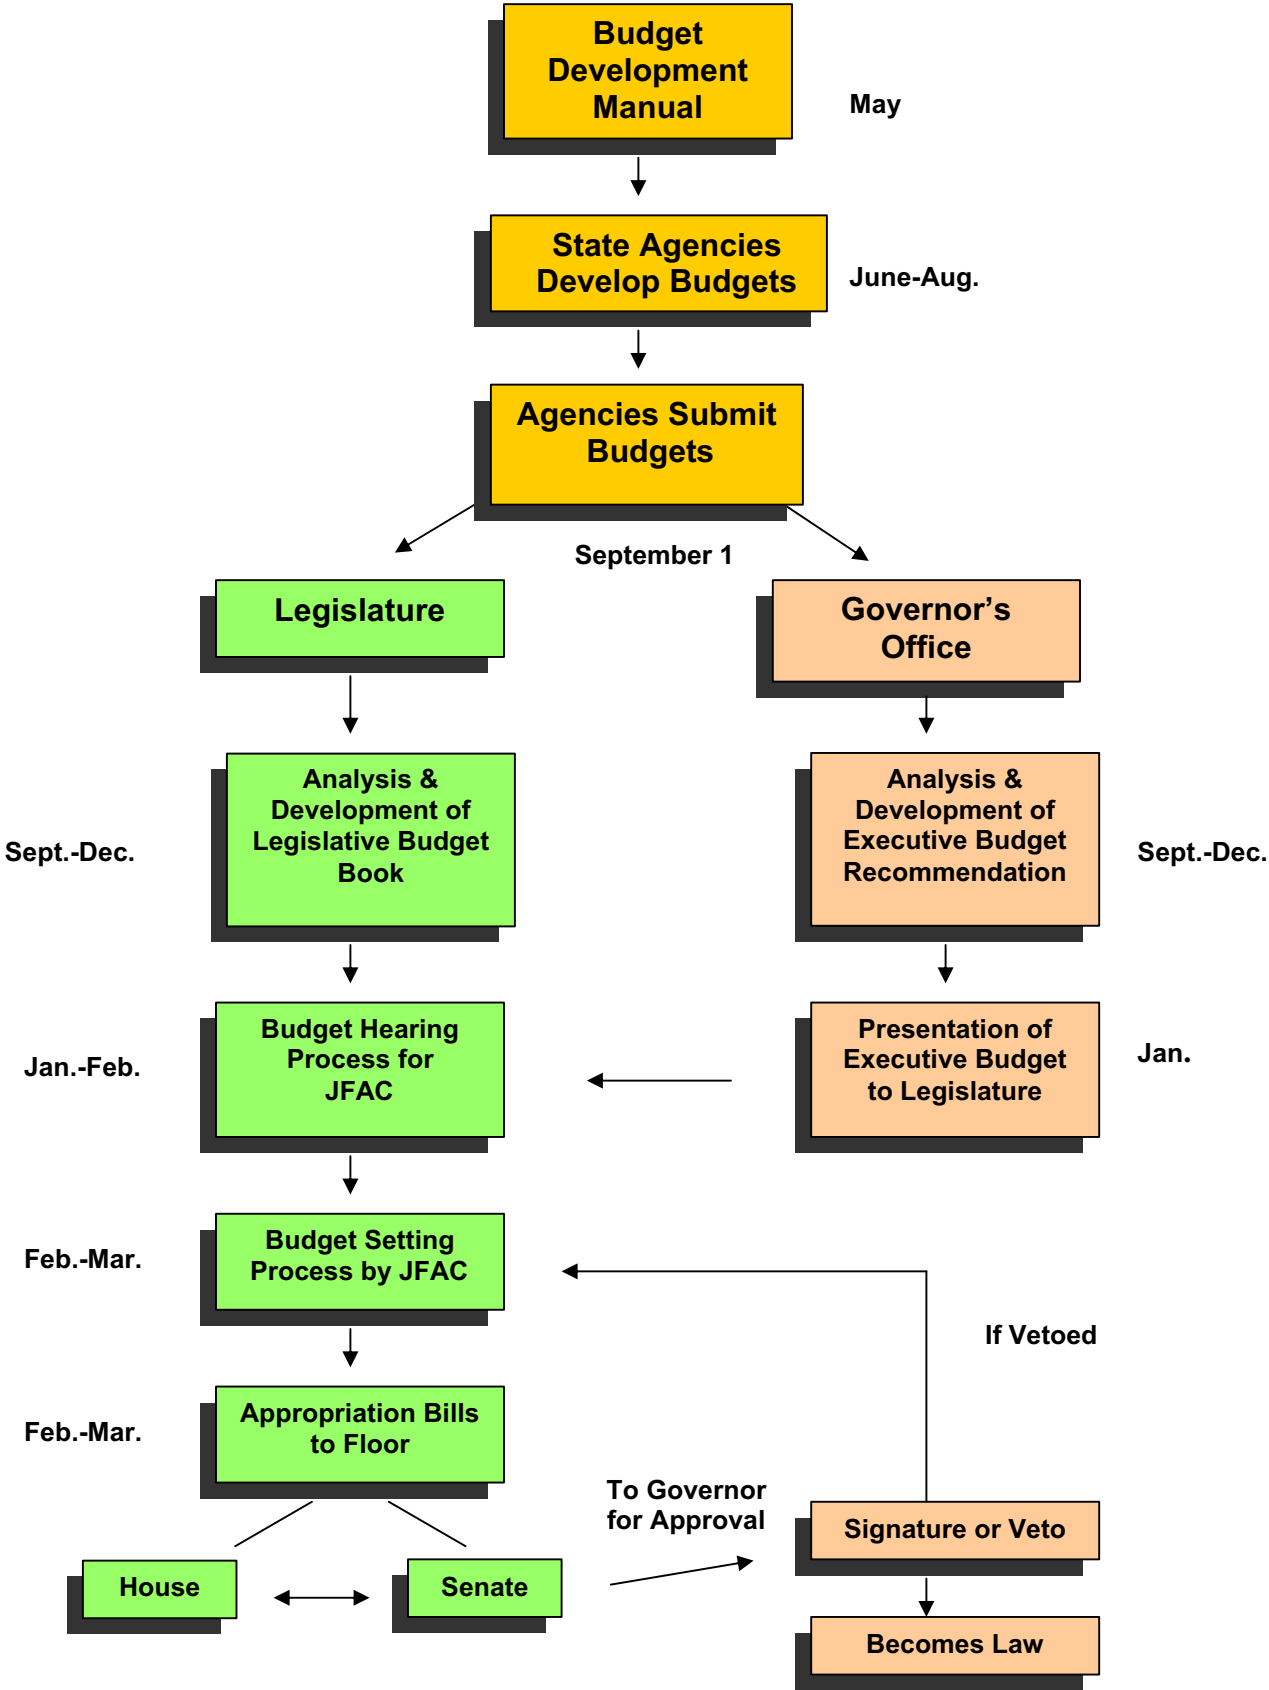 Budget
Development
Manual
May
State Agencies
Develop Budgets
June-Aug.
Agencies Submit
Budgets
September 1
Legislature
Governor’s
Office
Analysis &
Development of
Legislative Budget
Book
Sept.-Dec.
Analysis &
Development of
Executive Budget
Recommendation
Sept.-Dec.
Budget Hearing
Process for
JFAC
Jan.-Feb.
Presentation of
Executive Budget
to Legislature
Jan.
Budget Setting
Process by JFAC
Feb.-Mar.
If Vetoed
Appropriation Bills
to Floor
Feb.-Mar.
To Governor
for Approval
Signature or Veto
House
Senate
Becomes Law